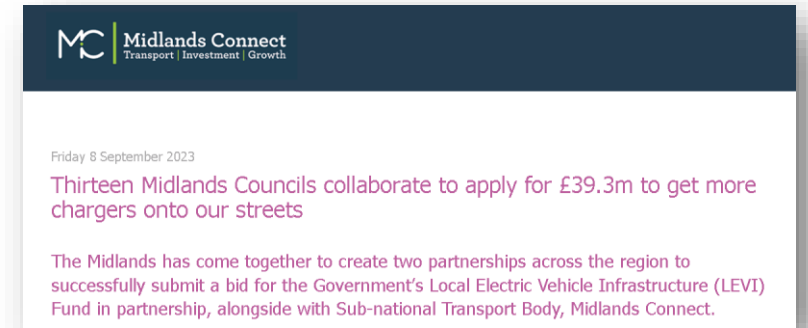 MC Midlands Connect
Transport | Investment | Growth
Friday 8 September 2023
Thirteen Midlands Councils collaborate to apply for £39.3m to get more
chargers onto our streets
The Midlands has come together to create two partnerships across the region to
successfully submit a bid for the Government's Local Electric Vehicle Infrastructure (LEVI)
Fund in partnership, alongside with Sub-national Transport Body, Midlands Connect.